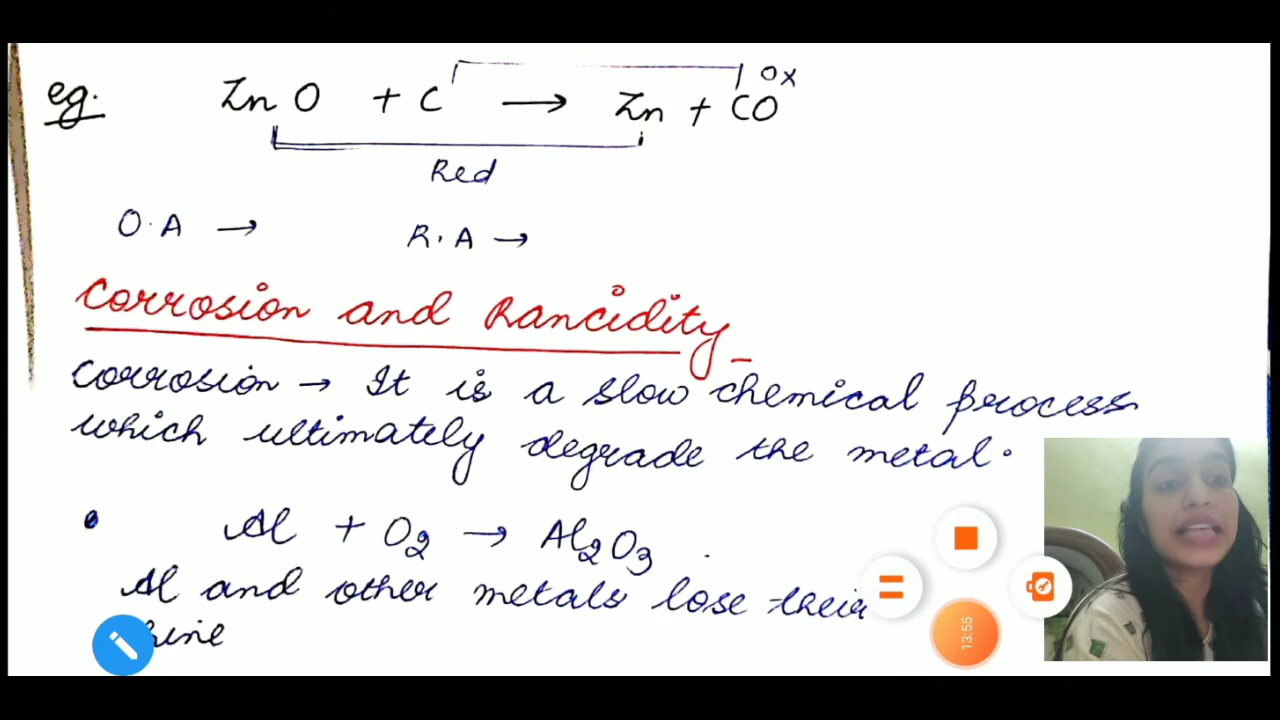 eg. ZnO + C → Zn + CO
Ox
Red
O.A → R.A →
Corrosion and Rancidity
Corrosion → It is a slow chemical process
which ultimately degrade the metal.
Al + O2 → Al2O3
Al and other metals lose their
13:55